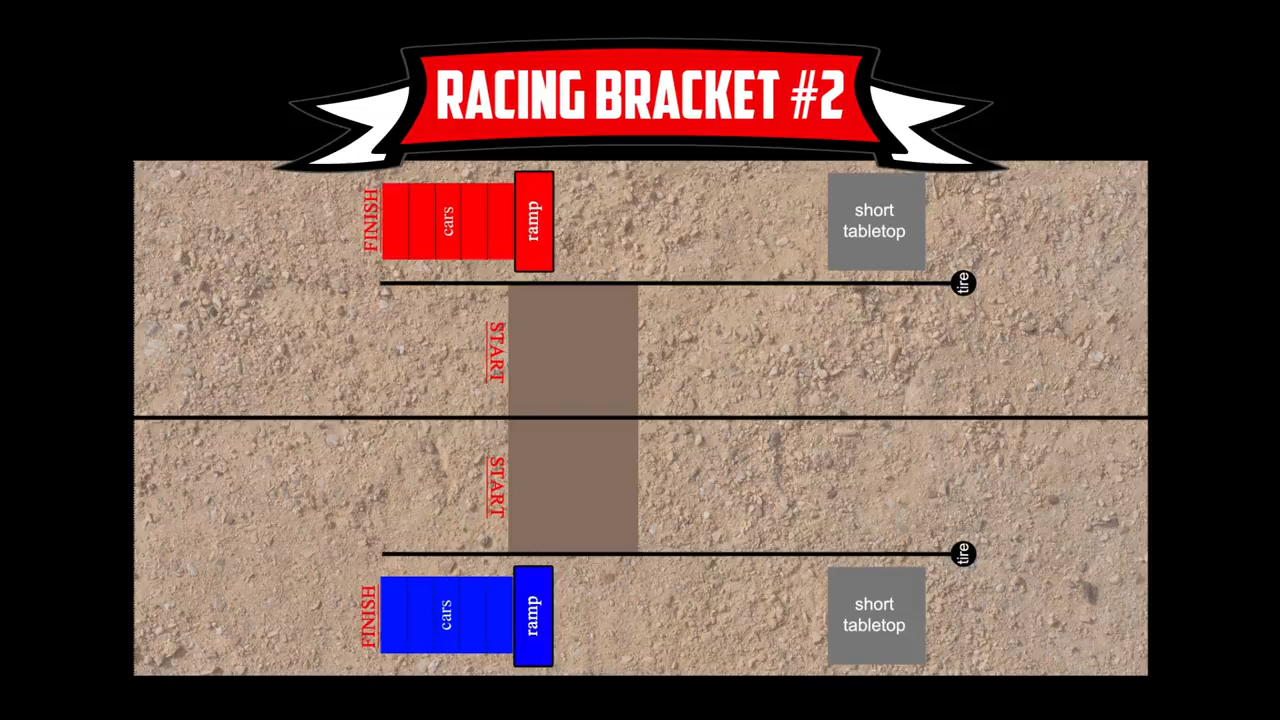 RACING BRACKET #2
FINISH
cars
ramp
short
tabletop
tire
START
START
tire
FINISH
cars
ramp
short
tabletop